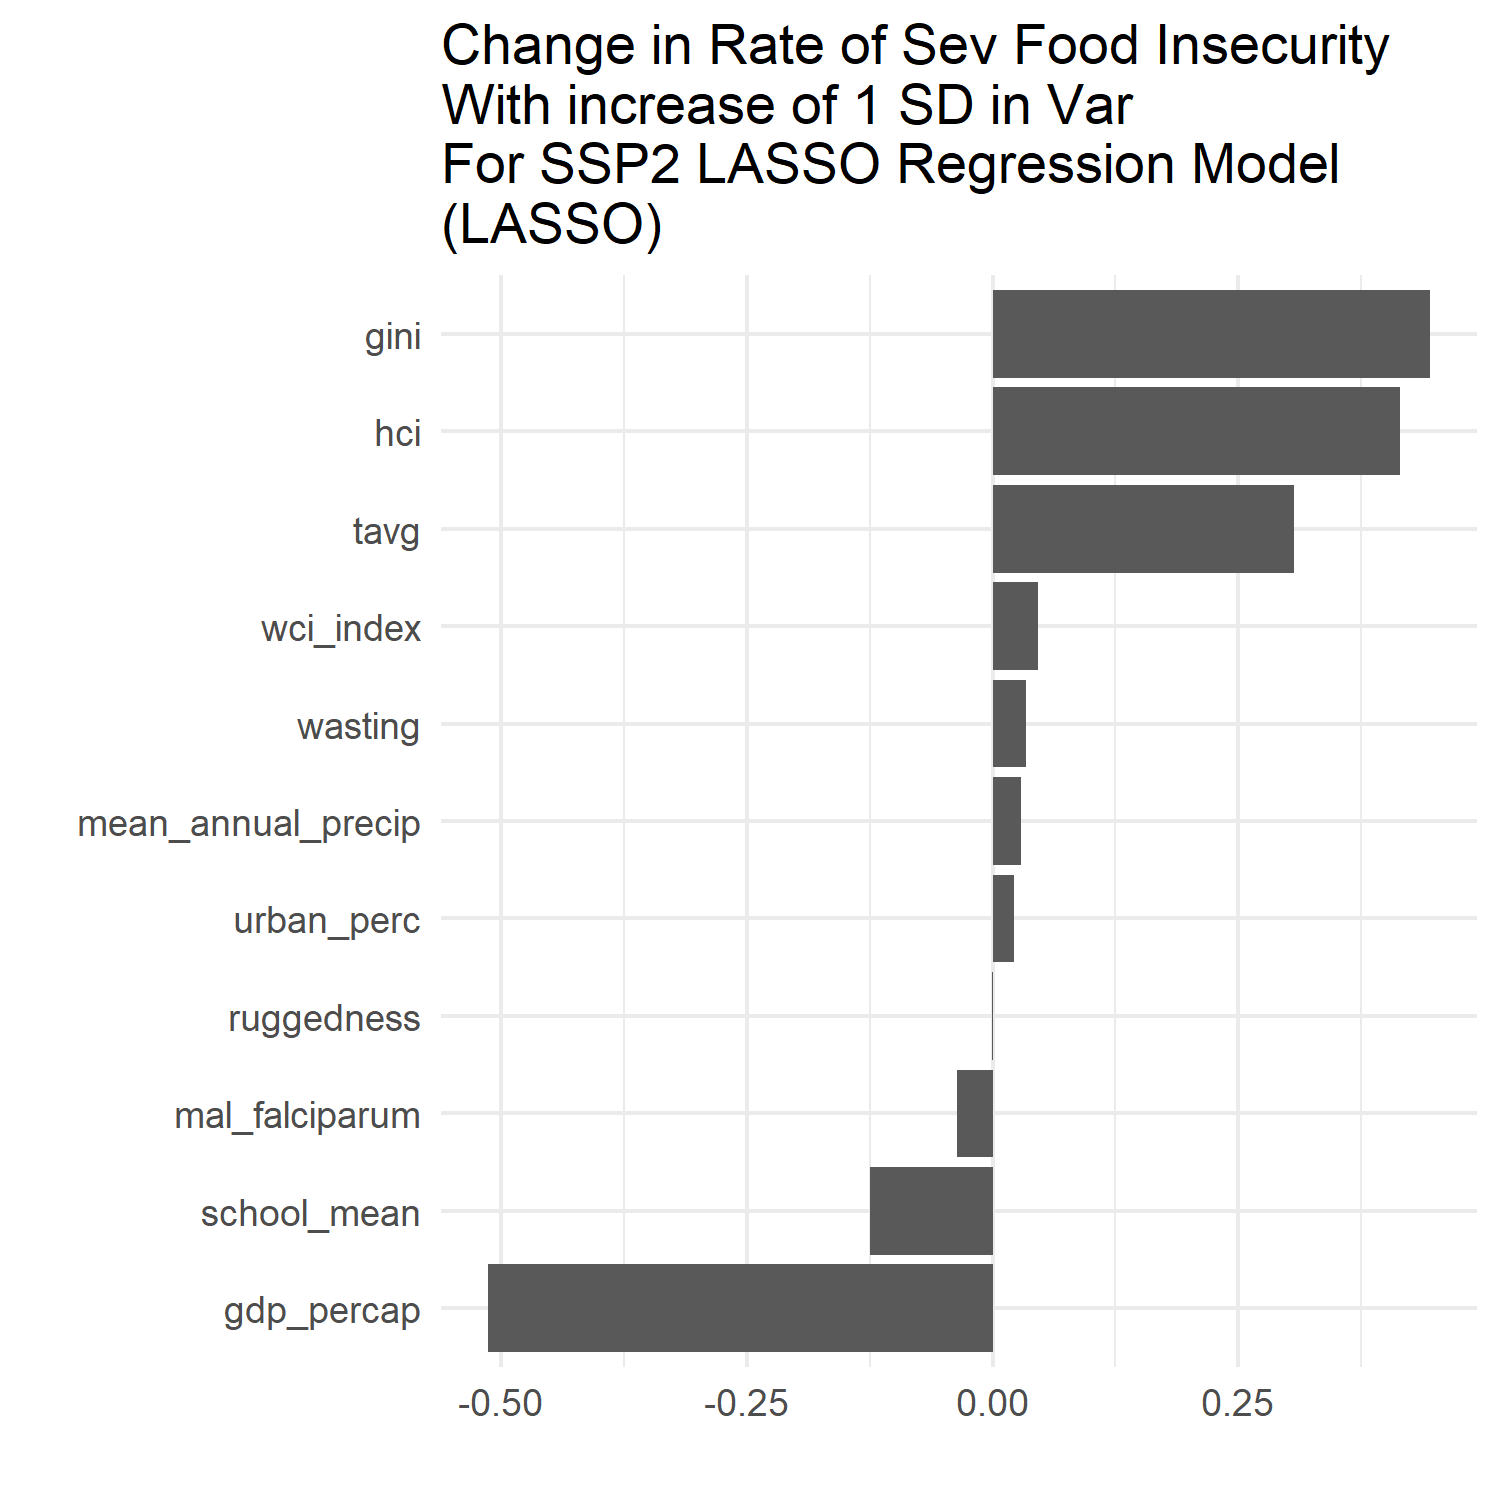 Change in Rate of Sev Food Insecurity
With increase of 1 SD in Var
For SSP2 LASSO Regression Model
(LASSO)
gini
hci
tavg
wci_index
wasting
mean_annual_precip
urban_perc
ruggedness
mal_falciparum
school_mean
gdp_percap
-0.50 -0.25 0.00 0.25